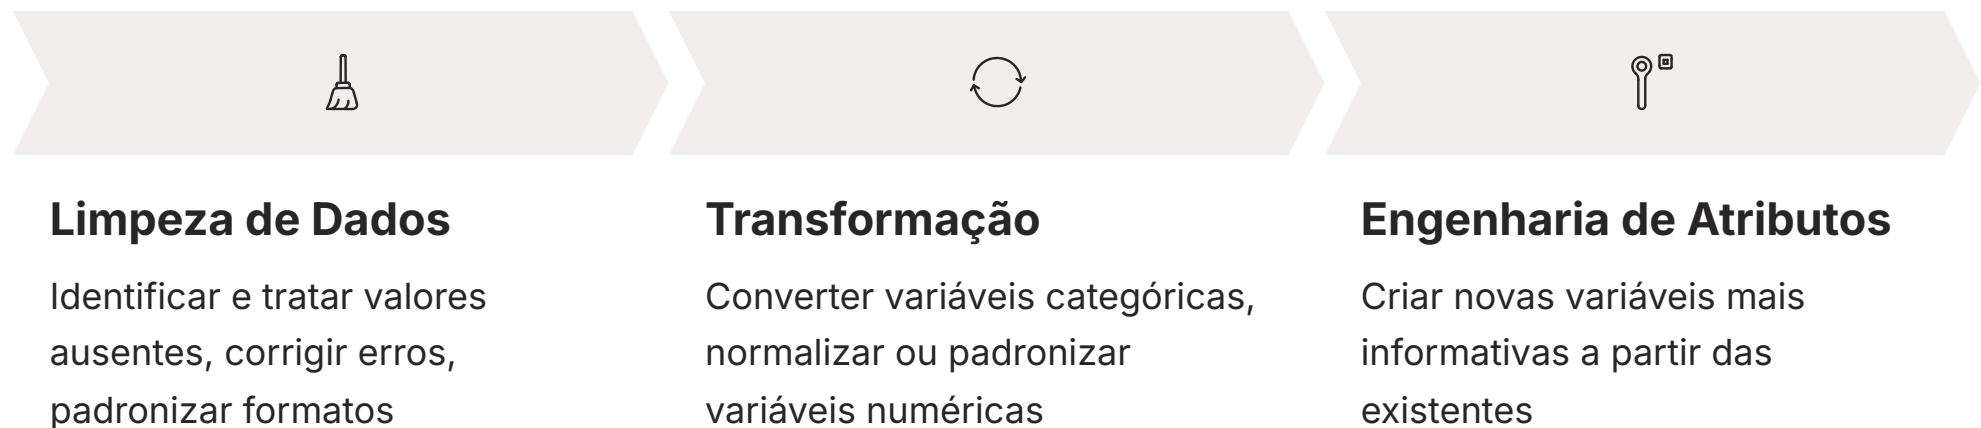 Limpeza de Dados
Identificar e tratar valores
ausentes, corrigir erros,
padronizar formatos
Transformação
Converter variáveis categóricas,
normalizar ou padronizar
variáveis numéricas
Engenharia de Atributos
Criar novas variáveis mais
informativas a partir das
existentes